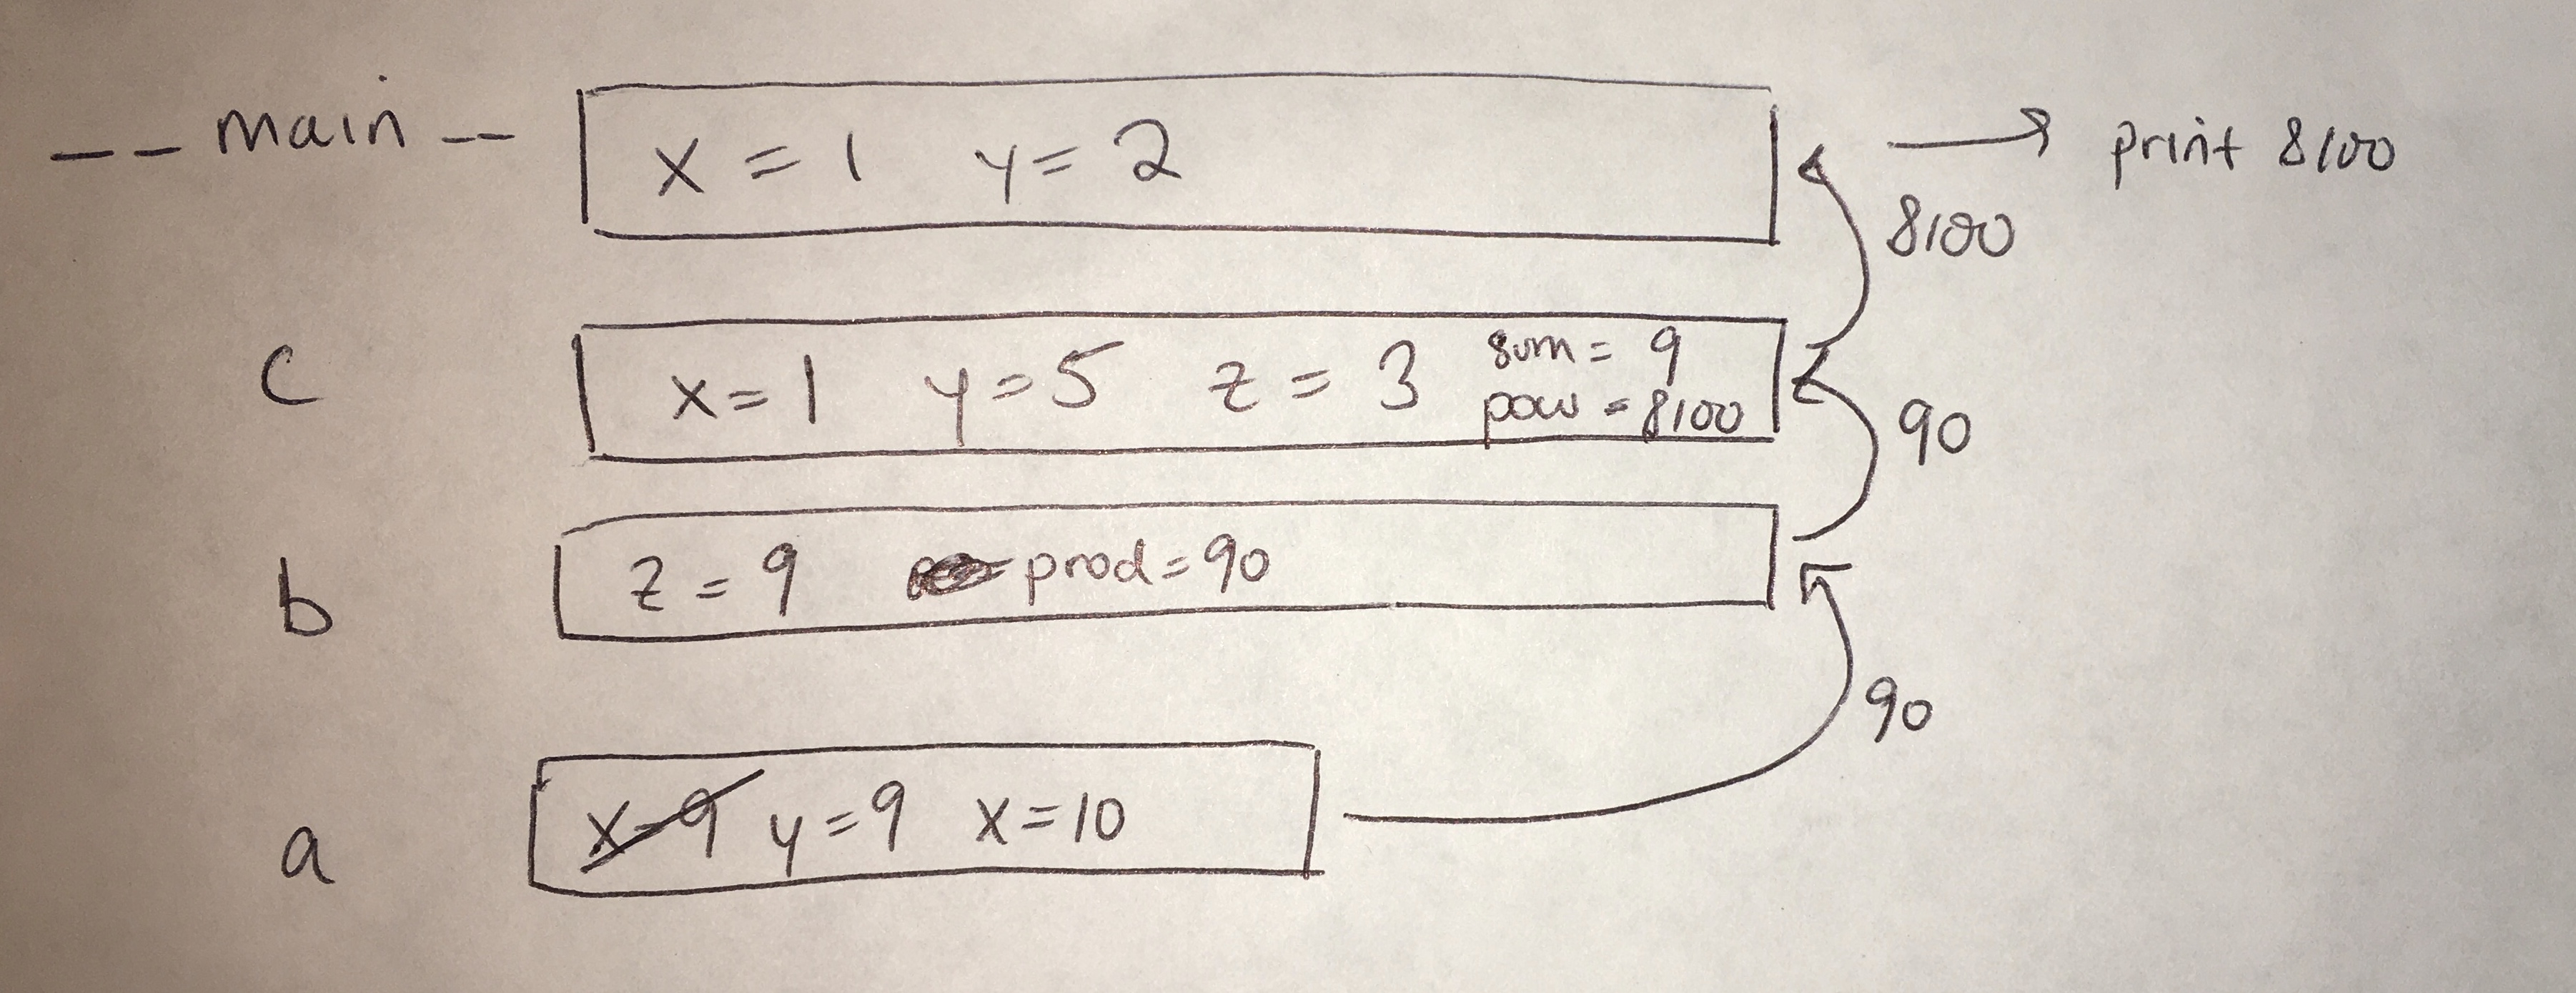 __main__ x = 1 y = 2 → print 8100
8100
c x = 1 y = 5 z = 3 sum = 9
pow = 8100
90
b z = 9 prod = 90
90
a x = 9 y = 9 x = 10